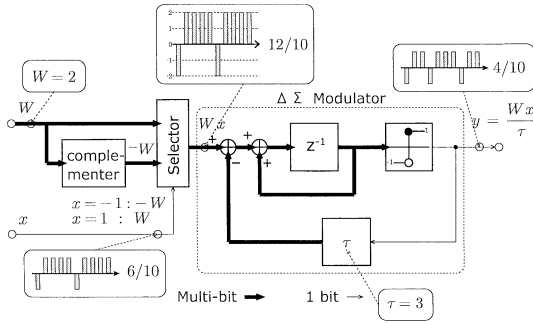 2
1
0
-1
-2
12/10
4/10
W = 2
Δ Σ Modulator
y = Wx/τ
W
Selector
W x
+
−
+
+
z⁻¹
1
-1
comple-
menter
−W
x = −1 : −W
x = 1 : W
x
τ
6/10
Multi-bit →
1 bit →
τ = 3